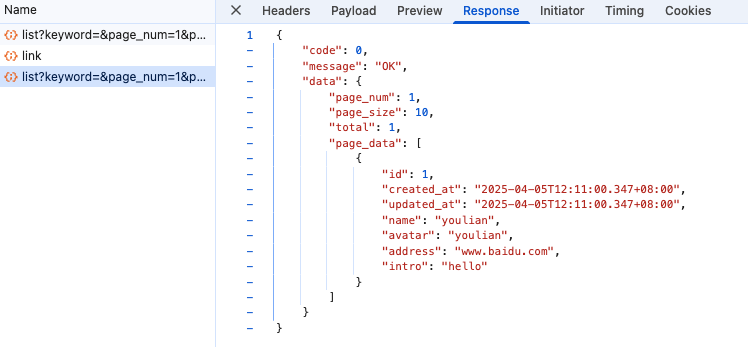 Name
list?keyword=&page_num=1&p...
link
list?keyword=&page_num=1&p...
Headers Payload Preview Response Initiator Timing Cookies
1 {
"code": 0,
"message": "OK",
"data": {
"page_num": 1,
"page_size": 10,
"total": 1,
"page_data": [
{
"id": 1,
"created_at": "2025-04-05T12:11:00.347+08:00",
"updated_at": "2025-04-05T12:11:00.347+08:00",
"name": "youlian",
"avatar": "youlian",
"address": "www.baidu.com",
"intro": "hello"
}
]
}
}